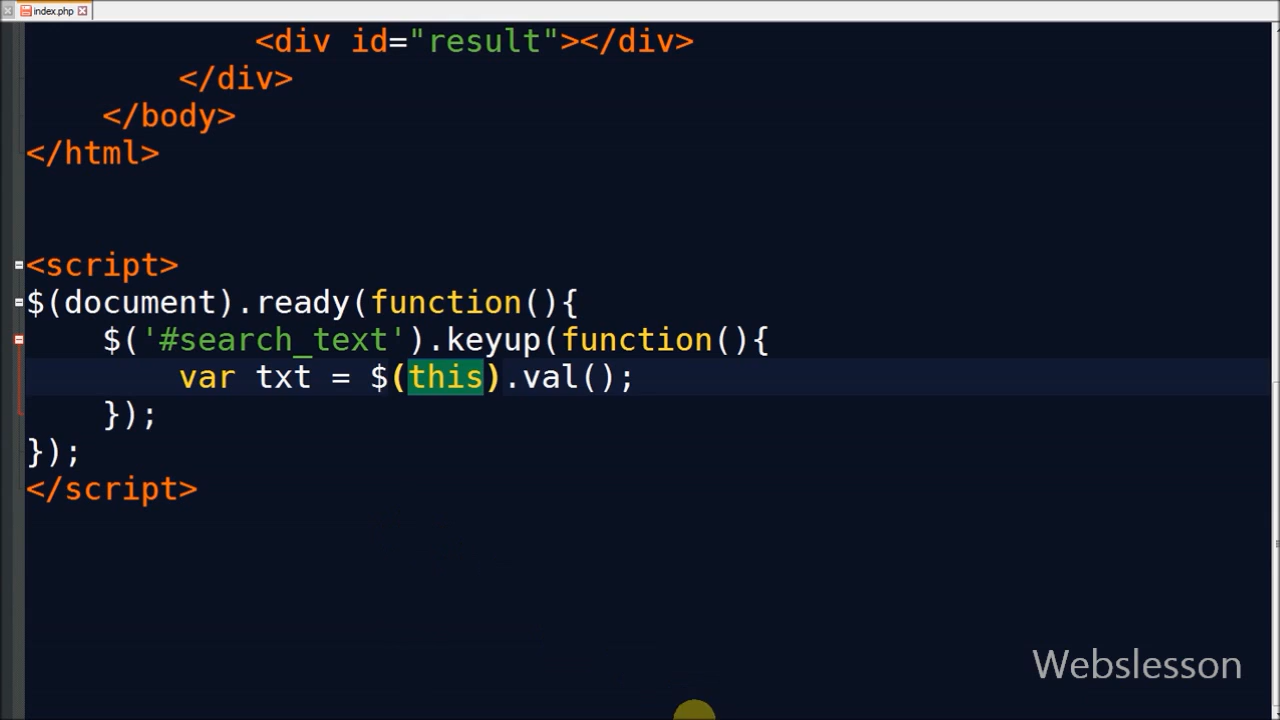 index.php
<div id="result"></div>
</div>
</body>
</html>
<script>
$(document).ready(function(){
$('#search_text').keyup(function(){
var txt = $(this).val();
});
});
</script>
Webslesson